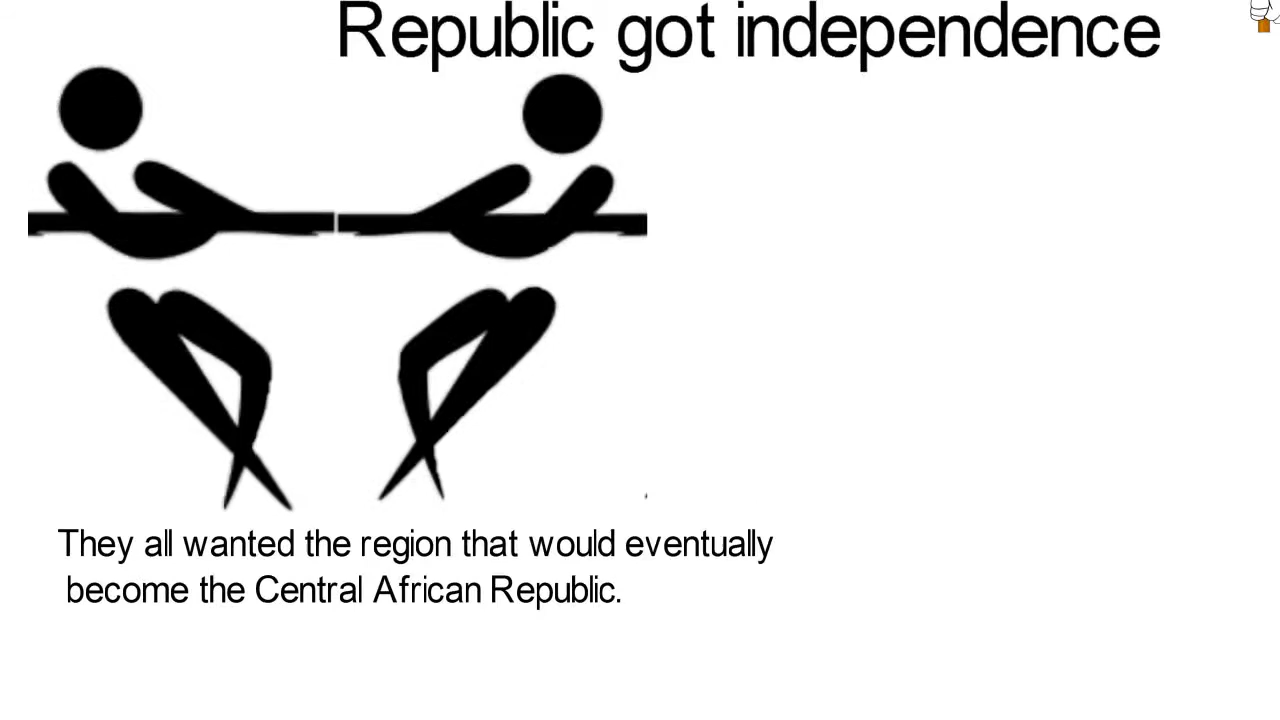 Republic got independence
They all wanted the region that would eventually
become the Central African Republic.